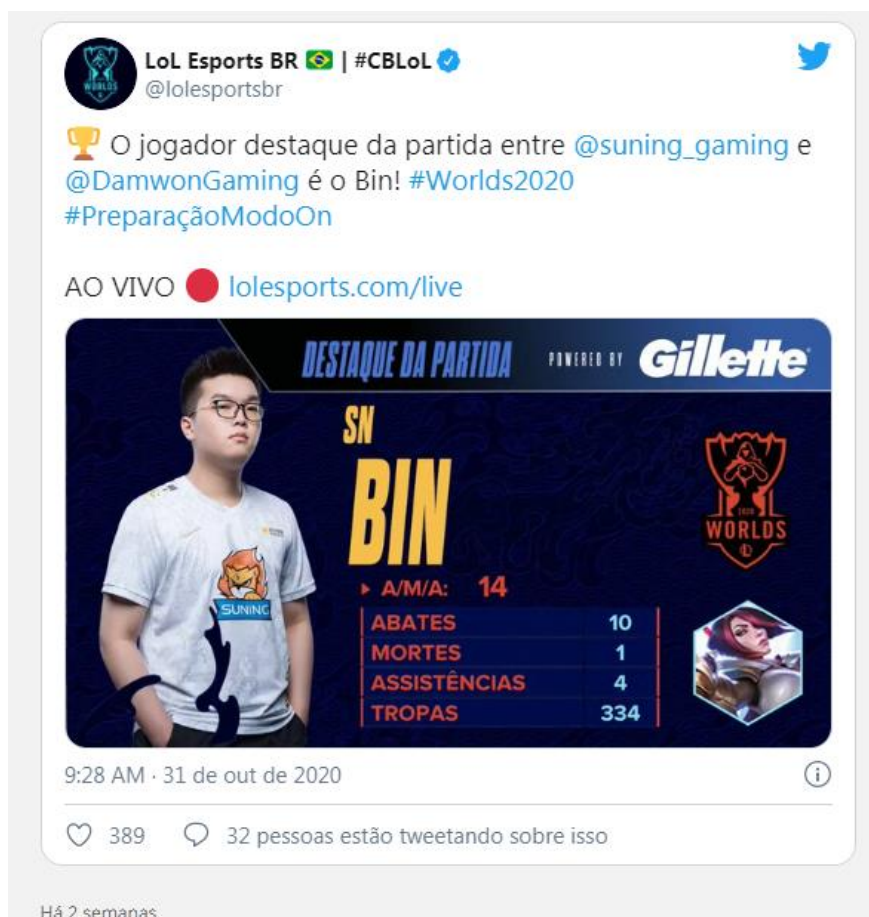 LoL Esports BR 🇧🇷 | #CBLoL
@lolesportsbr
🏆 O jogador destaque da partida entre @suning_gaming e
@DamwonGaming é o Bin! #Worlds2020
#PreparaçãoModoOn
AO VIVO 🔴 lolesports.com/live
DESTAQUE DA PARTIDA POWERED BY Gillette
SN
BIN
A/M/A: 14
ABATES 10
MORTES 1
ASSISTÊNCIAS 4
TROPAS 334
SUNING
2020
WORLDS
WORLDS
9:28 AM · 31 de out de 2020
389 32 pessoas estão tweetando sobre isso
Há 2 semanas